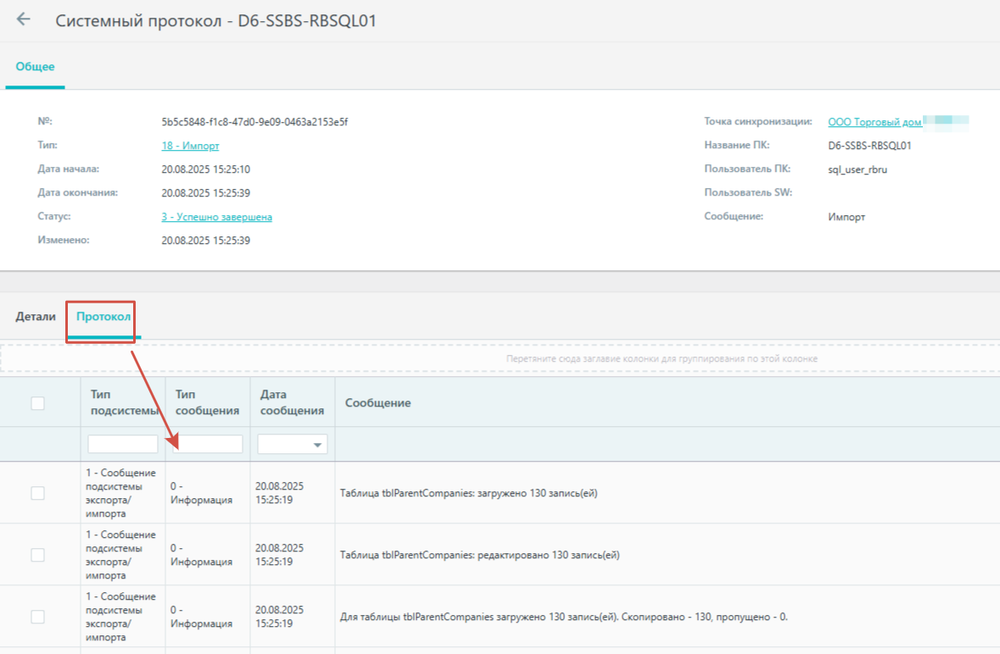 Системный протокол - D6-SSBS-RBSQL01
Общее
№: 5b5c5848-f1c8-47d0-9e09-0463a2153e5f
Тип: 18 - Импорт
Дата начала: 20.08.2025 15:25:10
Дата окончания: 20.08.2025 15:25:39
Статус: 3 - Успешно завершена
Изменено: 20.08.2025 15:25:39
Точка синхронизации: ООО Торговый дом
Название ПК: D6-SSBS-RBSQL01
Пользователь ПК: sql_user_rbru
Пользователь SW:
Сообщение: Импорт
Детали Протокол
Перетяните сюда заглавие колонки для группирования по этой колонке
Тип
подсистемы
Тип
сообщения
Дата
сообщения
Сообщение
1 - Сообщение
подсистемы
экспорта/
импорта
0 -
Информация
20.08.2025
15:25:19
Таблица tblParentCompanies: загружено 130 запись(ей)
1 - Сообщение
подсистемы
экспорта/
импорта
0 -
Информация
20.08.2025
15:25:19
Таблица tblParentCompanies: редактировано 130 запись(ей)
1 - Сообщение
подсистемы
экспорта/
импорта
0 -
Информация
20.08.2025
15:25:19
Для таблицы tblParentCompanies загружено 130 запись(ей). Скопировано - 130, пропущено - 0.